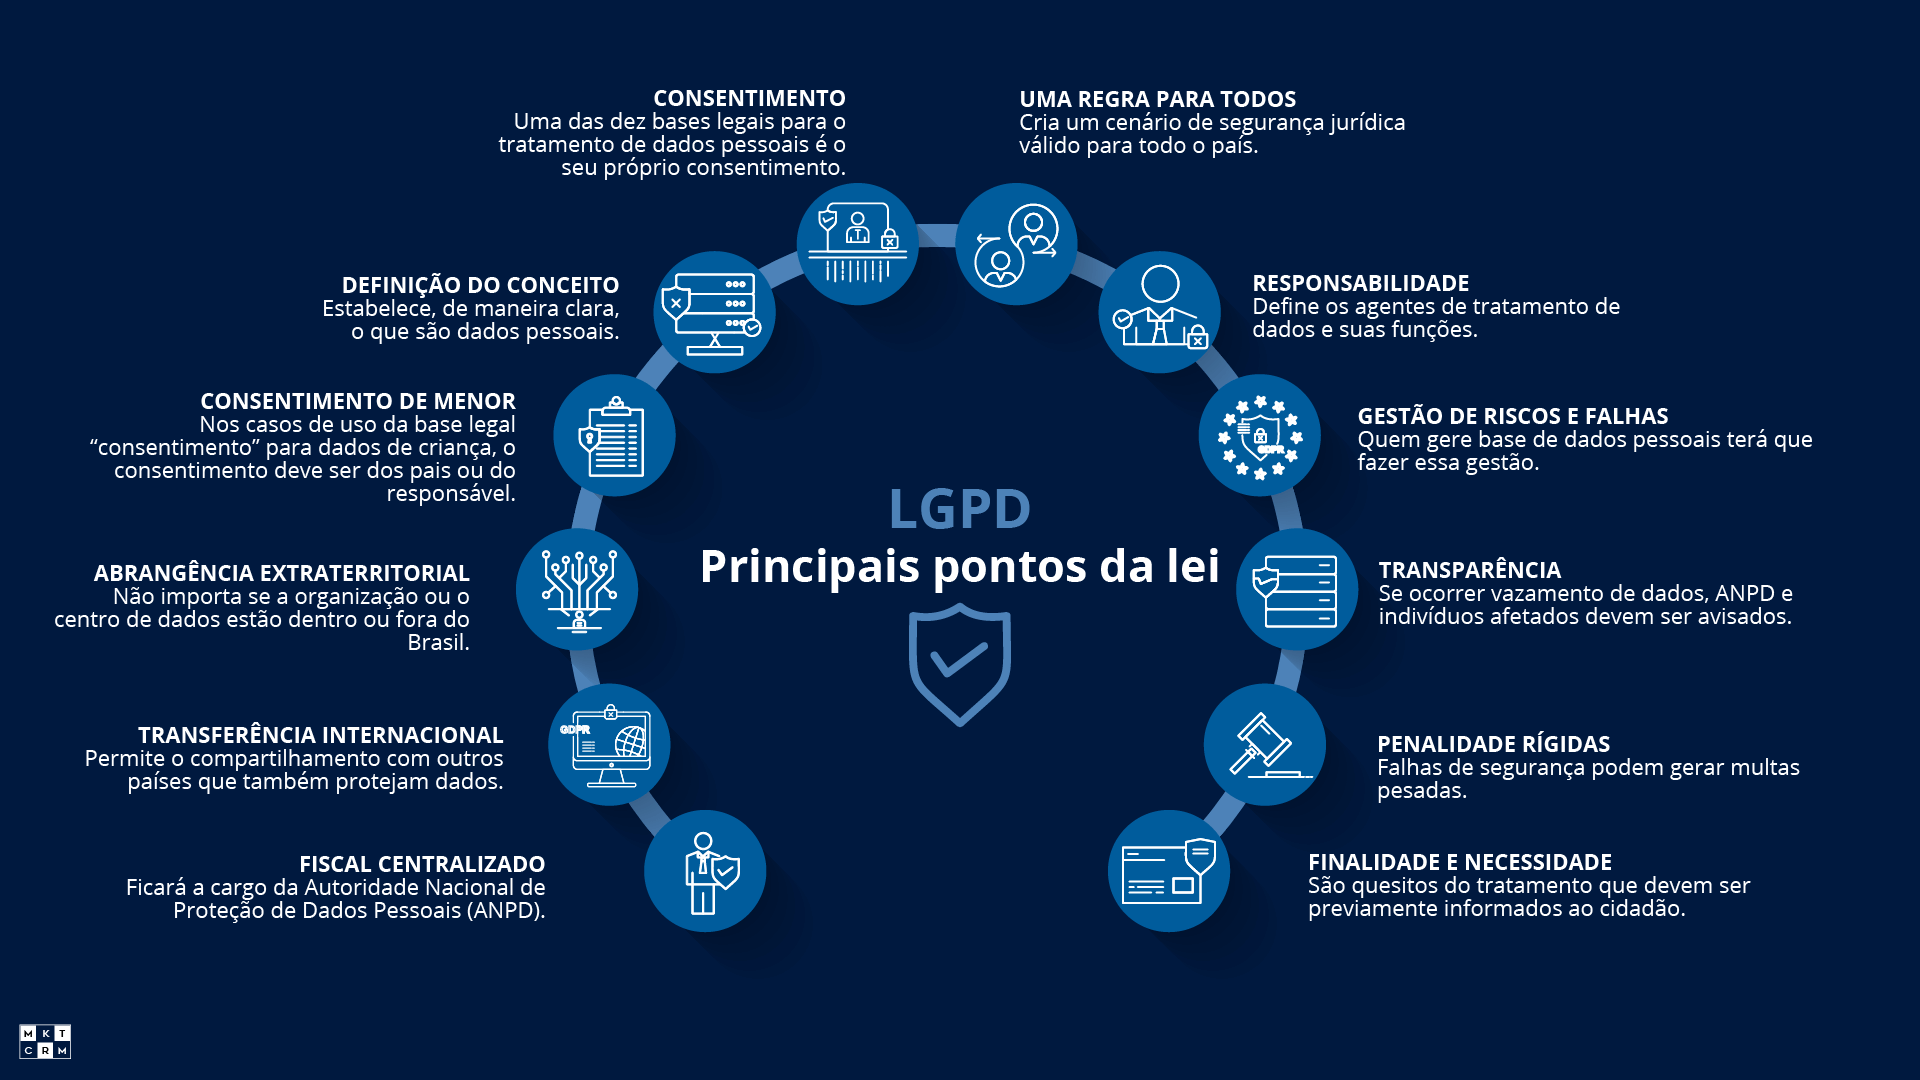 CONSENTIMENTO
Uma das dez bases legais para o
tratamento de dados pessoais é o
seu próprio consentimento.
UMA REGRA PARA TODOS
Cria um cenário de segurança jurídica
válido para todo o país.
DEFINIÇÃO DO CONCEITO
Estabelece, de maneira clara,
o que são dados pessoais.
RESPONSABILIDADE
Define os agentes de tratamento de
dados e suas funções.
CONSENTIMENTO DE MENOR
Nos casos de uso da base legal
“consentimento” para dados de criança, o
consentimento deve ser dos pais ou do
responsável.
GESTÃO DE RISCOS E FALHAS
Quem gere base de dados pessoais terá que
fazer essa gestão.
GDPR
LGPD
Principais pontos da lei
ABRANGÊNCIA EXTRATERRITORIAL
Não importa se a organização ou o
centro de dados estão dentro ou fora do
Brasil.
TRANSPARÊNCIA
Se ocorrer vazamento de dados, ANPD e
indivíduos afetados devem ser avisados.
TRANSFERÊNCIA INTERNACIONAL
Permite o compartilhamento com outros
países que também protejam dados.
GDPR
PENALIDADE RÍGIDAS
Falhas de segurança podem gerar multas
pesadas.
FISCAL CENTRALIZADO
Ficará a cargo da Autoridade Nacional de
Proteção de Dados Pessoais (ANPD).
FINALIDADE E NECESSIDADE
São quesitos do tratamento que devem ser
previamente informados ao cidadão.
MKT
CRM